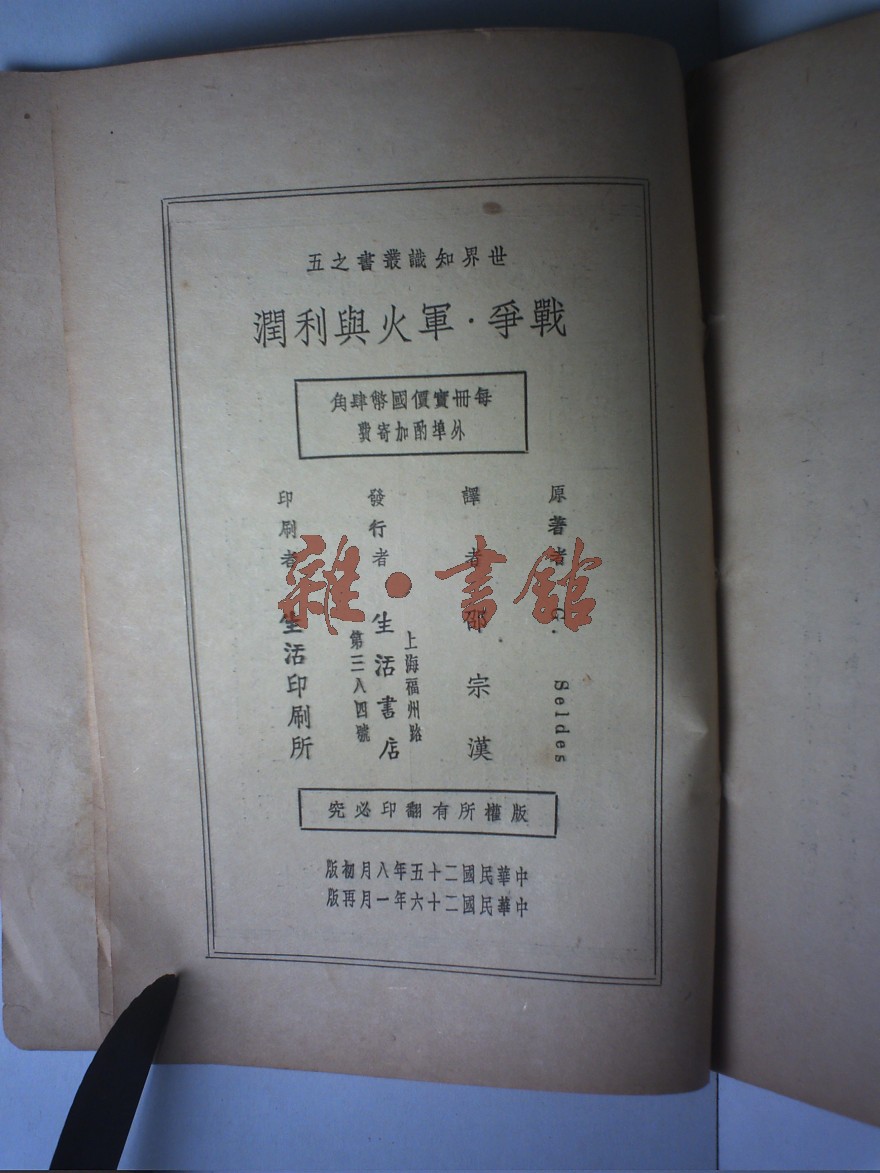 世界知識叢書之五
戰爭·軍火與利潤
每冊實價國幣肆角
外埠酌加寄費
原著者 G. Seldes
譯者 邵宗漢
發行者 生活書店
上海福州路
第三八四號
印刷者 生活印刷所
版權所有翻印必究
中華民國二十五年八月初版
中華民國二十六年一月再版
雜·書館